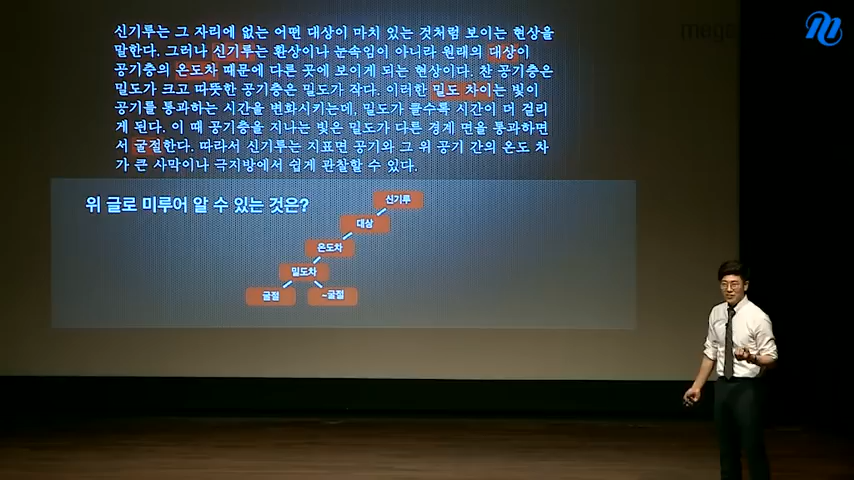 mega
신기루는 그 자리에 없는 어떤 대상이 마치 있는 것처럼 보이는 현상을
말한다. 그러나 신기루는 환상이나 눈속임이 아니라 원래의 대상이
공기층의 온도차 때문에 다른 곳에 보이게 되는 현상이다. 찬 공기층은
밀도가 크고 따뜻한 공기층은 밀도가 작다. 이러한 밀도 차이는 빛이
공기를 통과하는 시간을 변화시키는데, 밀도가 클수록 시간이 더 걸리
게 된다. 이 때 공기층을 지나는 빛은 밀도가 다른 경계 면을 통과하면
서 굴절한다. 따라서 신기루는 지표면 공기와 그 위 공기 간의 온도 차
가 큰 사막이나 극지방에서 쉽게 관찰할 수 있다.
위 글로 미루어 알 수 있는 것은?
신기루
대상
온도차
밀도차
굴절
~굴절